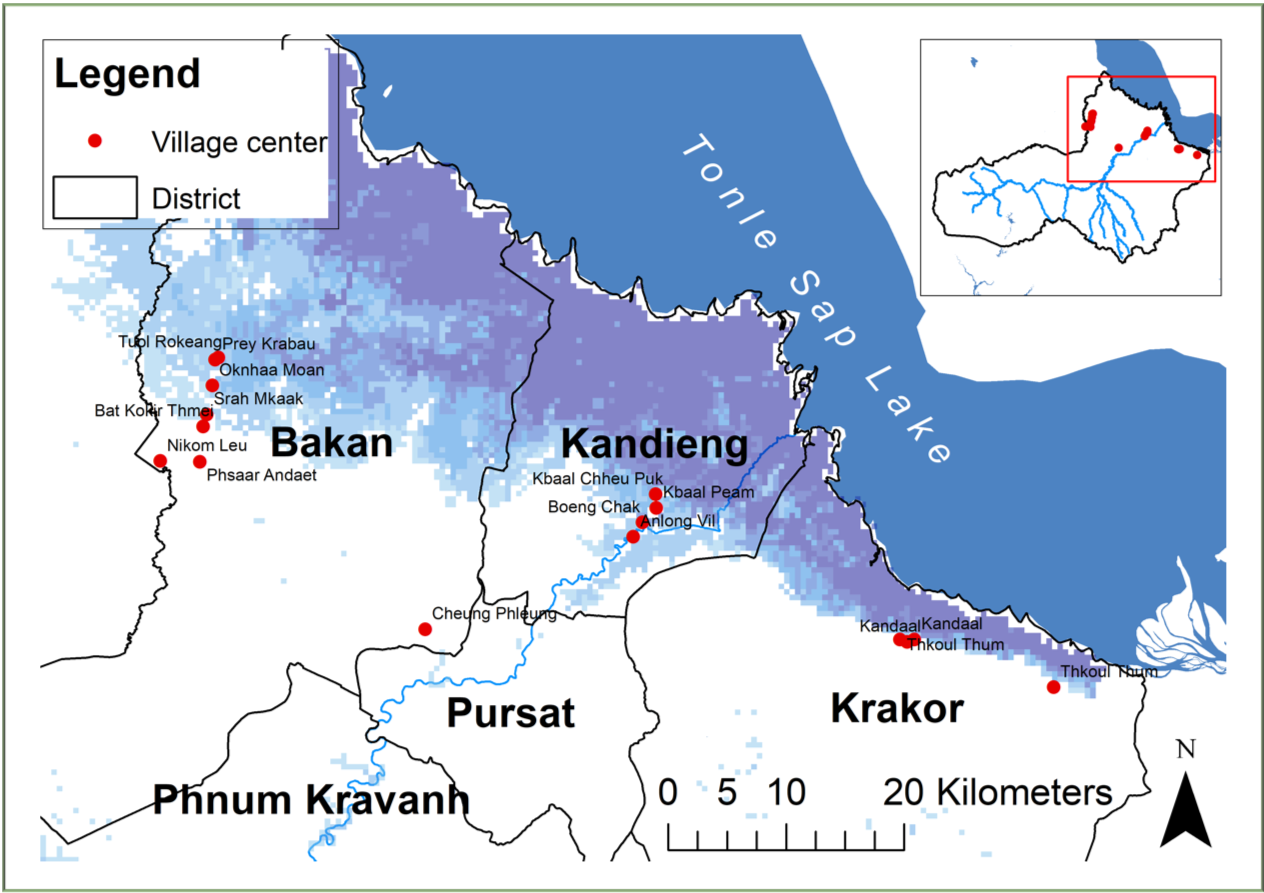 Legend
Village center
District
Tonle Sap Lake
Tuol Rokeang
Prey Krabau
Oknhaa Moan
Srah Mkaak
Bat Kokir Thmei
Nikom Leu
Phsaar Andaet
Bakan
Kandieng
Kbaal Chheu Puk
Kbaal Peam
Boeng Chak
Anlong Vil
Cheung Phleung
Kandaal
Kandaal
Thkoul Thum
Thkoul Thum
Pursat
Krakor
Phnum Kravanh
0 5 10 20 Kilometers
N